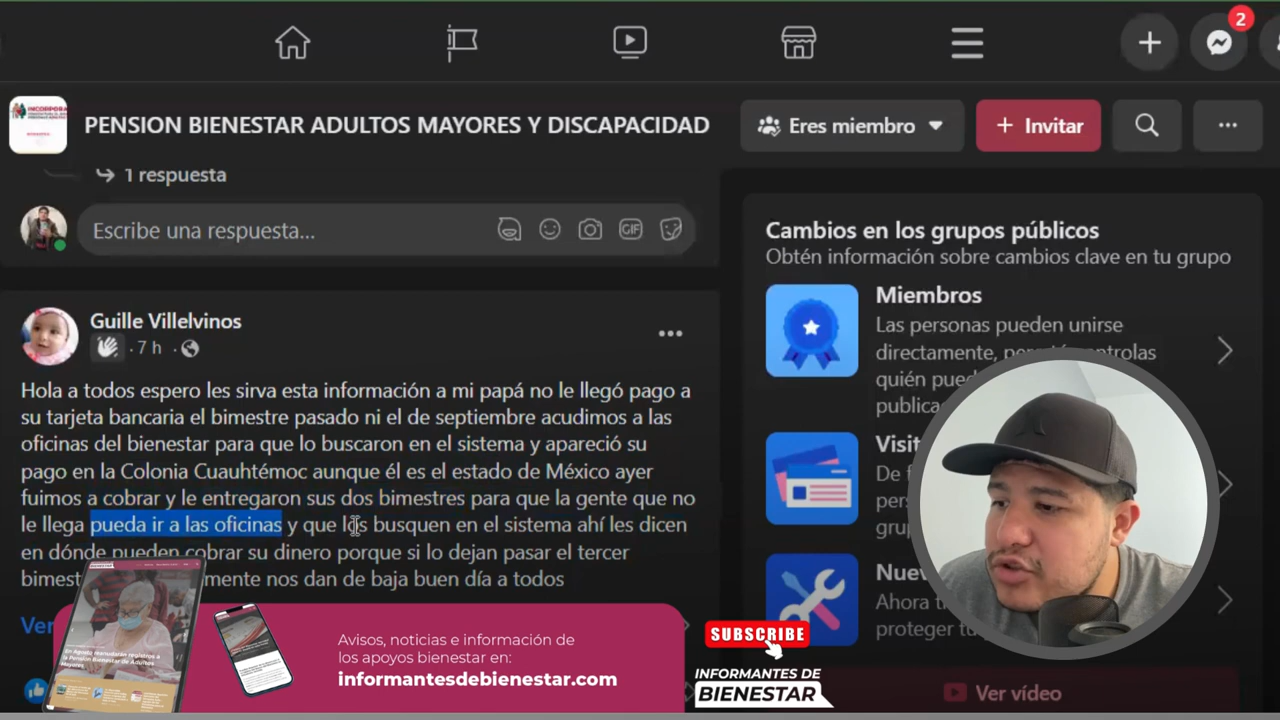 2
PENSION BIENESTAR ADULTOS MAYORES Y DISCAPACIDAD
Eres miembro
+ Invitar
1 respuesta
Escribe una respuesta...
GIF
Guille Villelvinos
7 h
Hola a todos espero les sirva esta información a mi papá no le llegó pago a
su tarjeta bancaria el bimestre pasado ni el de septiembre acudimos a las
oficinas del bienestar para que lo buscaron en el sistema y apareció su
pago en la Colonia Cuauhtémoc aunque él es el estado de México ayer
fuimos a cobrar y le entregaron sus dos bimestres para que la gente que no
le llega pueda ir a las oficinas y que los busquen en el sistema ahí les dicen
en dónde pueden cobrar su dinero porque si lo dejan pasar el tercer
bimest mente nos dan de baja buen día a todos
Ver
Cambios en los grupos públicos
Obtén información sobre cambios clave en tu grupo
Miembros
Las personas pueden unirse
directamente, controlas
quién pued
publica
Visit
De
Nue
Ahora
proteger
Ver vídeo
Avisos, noticias e información de
los apoyos bienestar en:
informantesdebienestar.com
SUBSCRIBE
INFORMANTES DE
BIENESTAR